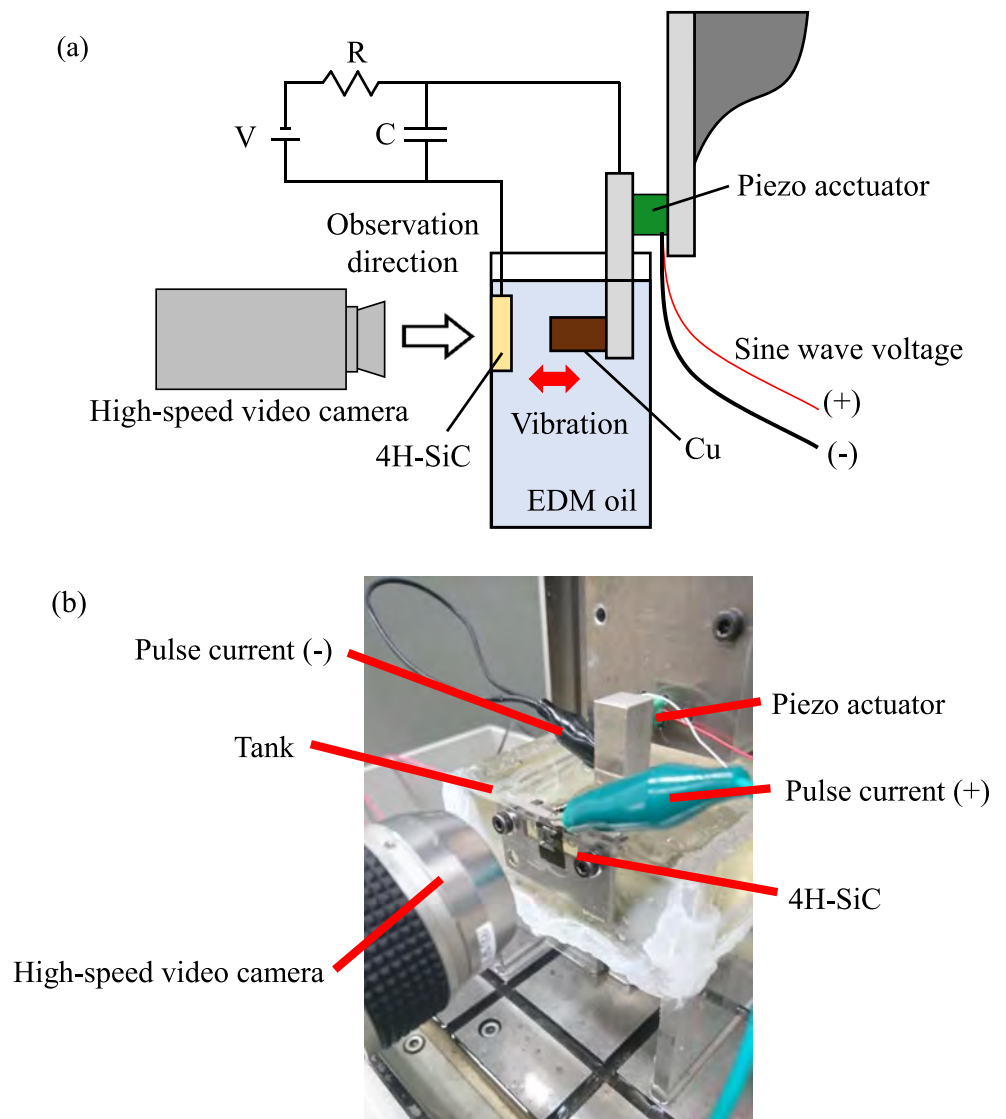 (a)
R
V
C
Piezo acctuator
Observation
direction
Sine wave voltage
High-speed video camera
(+)
Vibration
4H-SiC
Cu
(-)
EDM oil
(b)
Pulse current (-)
Piezo actuator
Tank
Pulse current (+)
4H-SiC
High-speed video camera